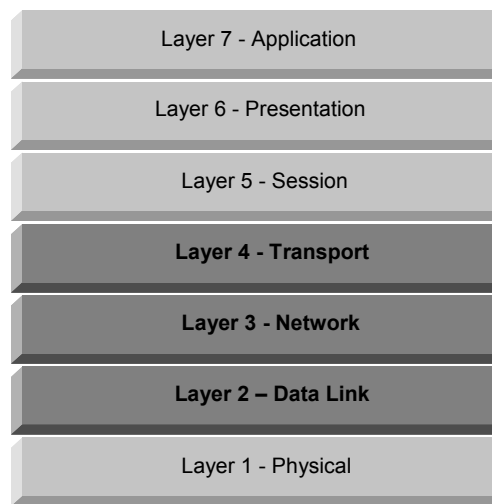 Layer 7 - Application
Layer 6 - Presentation
Layer 5 - Session
Layer 4 - Transport
Layer 3 - Network
Layer 2 – Data Link
Layer 1 - Physical